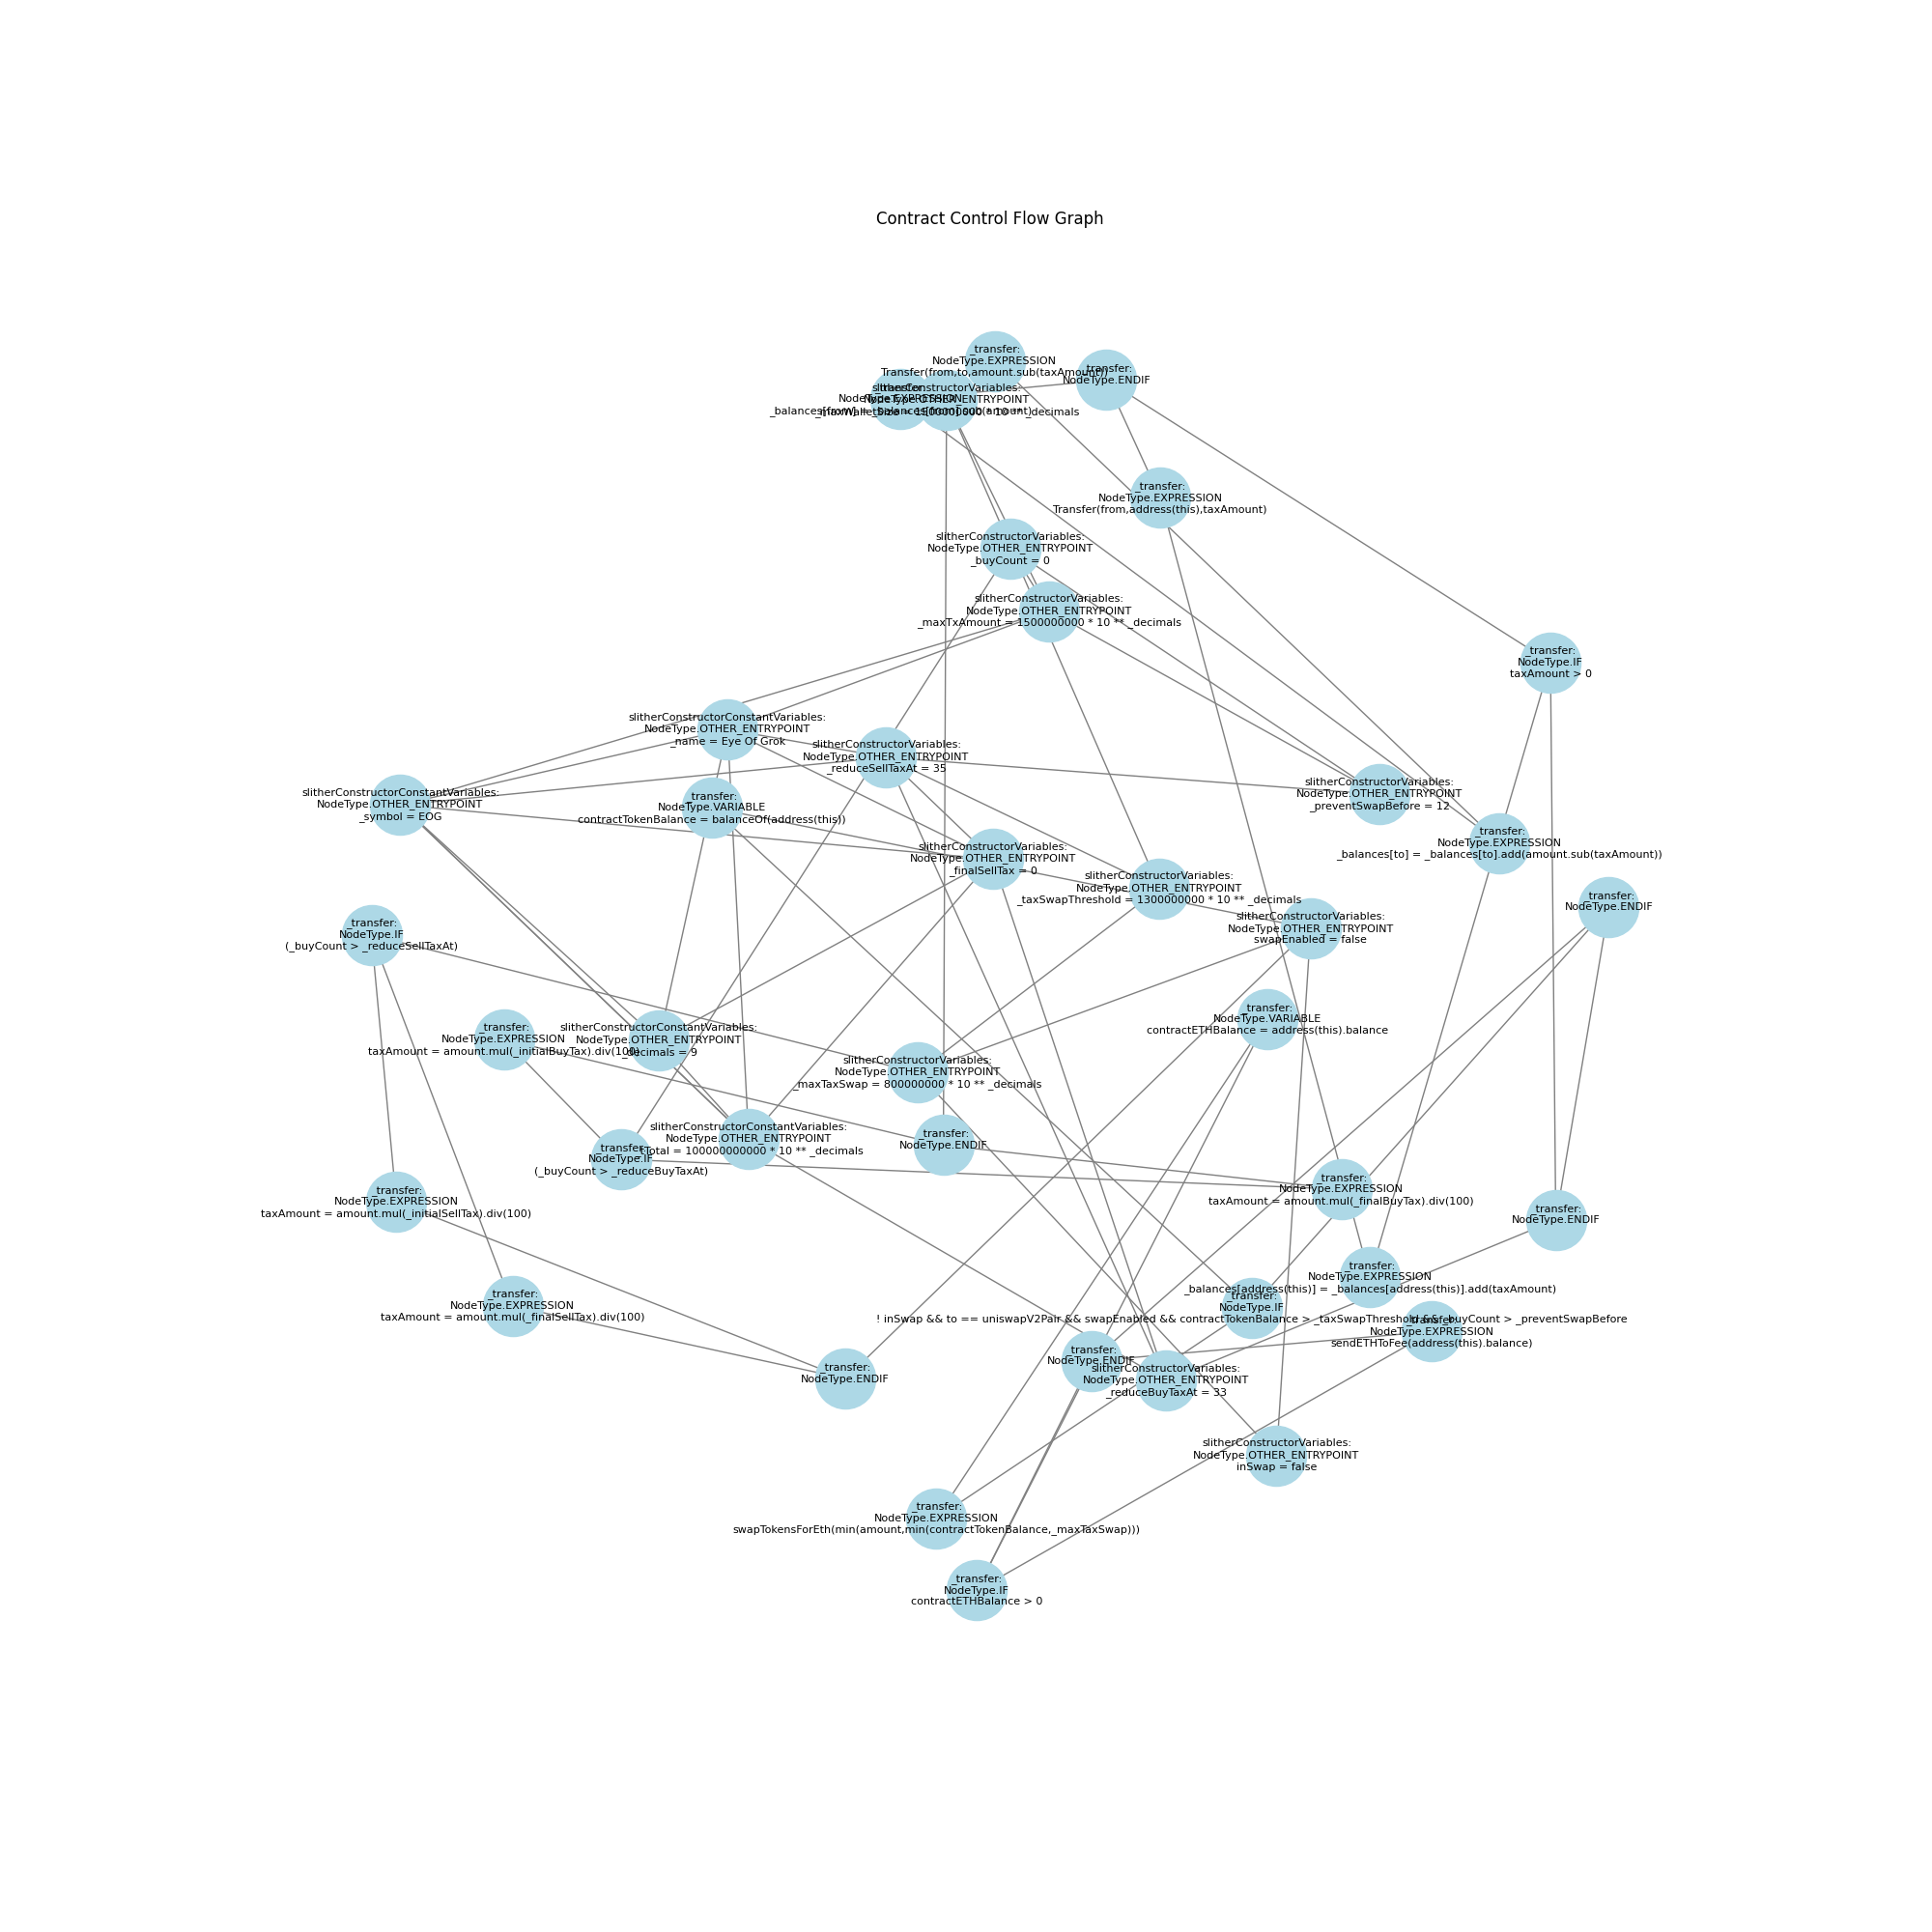 Contract Control Flow Graph
_transfer:
NodeType.EXPRESSION
Transfer(from,to,amount.sub(taxAmount))
_transfer:
NodeType.ENDIF
slitherConstructorVariables:
NodeType.OTHER_ENTRYPOINT
_maxWalletSize = 1500000000 * 10 ** _decimals
NodeType.EXPRESSION
_balances[from] = _balances[from].sub(amount)
_transfer:
NodeType.EXPRESSION
Transfer(from,address(this),taxAmount)
slitherConstructorVariables:
NodeType.OTHER_ENTRYPOINT
_buyCount = 0
slitherConstructorVariables:
NodeType.OTHER_ENTRYPOINT
_maxTxAmount = 1500000000 * 10 ** _decimals
_transfer:
NodeType.IF
taxAmount > 0
slitherConstructorConstantVariables:
NodeType.OTHER_ENTRYPOINT
_name = Eye Of Grok
slitherConstructorVariables:
NodeType.OTHER_ENTRYPOINT
_reduceSellTaxAt = 35
slitherConstructorVariables:
NodeType.OTHER_ENTRYPOINT
_preventSwapBefore = 12
slitherConstructorConstantVariables:
NodeType.OTHER_ENTRYPOINT
_symbol = EOG
_transfer:
NodeType.VARIABLE
contractTokenBalance = balanceOf(address(this))
_transfer:
NodeType.EXPRESSION
_balances[to] = _balances[to].add(amount.sub(taxAmount))
slitherConstructorVariables:
NodeType.OTHER_ENTRYPOINT
_finalSellTax = 0
slitherConstructorVariables:
NodeType.OTHER_ENTRYPOINT
_taxSwapThreshold = 1300000000 * 10 ** _decimals
_transfer:
NodeType.ENDIF
slitherConstructorVariables:
NodeType.OTHER_ENTRYPOINT
swapEnabled = false
_transfer:
NodeType.IF
(_buyCount > _reduceSellTaxAt)
_transfer:
NodeType.VARIABLE
contractETHBalance = address(this).balance
_transfer:
NodeType.EXPRESSION
taxAmount = amount.mul(_initialBuyTax).div(100)
slitherConstructorConstantVariables:
NodeType.OTHER_ENTRYPOINT
_decimals = 9
slitherConstructorVariables:
NodeType.OTHER_ENTRYPOINT
_maxTaxSwap = 800000000 * 10 ** _decimals
slitherConstructorConstantVariables:
NodeType.OTHER_ENTRYPOINT
_tTotal = 100000000000 * 10 ** _decimals
_transfer:
NodeType.ENDIF
_transfer:
NodeType.IF
(_buyCount > _reduceBuyTaxAt)
_transfer:
NodeType.EXPRESSION
taxAmount = amount.mul(_finalBuyTax).div(100)
_transfer:
NodeType.EXPRESSION
taxAmount = amount.mul(_initialSellTax).div(100)
_transfer:
NodeType.ENDIF
_transfer:
NodeType.EXPRESSION
_balances[address(this)] = _balances[address(this)].add(taxAmount)
_transfer:
NodeType.EXPRESSION
taxAmount = amount.mul(_finalSellTax).div(100)
_transfer:
NodeType.IF
! inSwap && to == uniswapV2Pair && swapEnabled && contractTokenBalance > _taxSwapThreshold && _buyCount > _preventSwapBefore
_transfer:
NodeType.EXPRESSION
sendETHToFee(address(this).balance)
_transfer:
NodeType.ENDIF
_transfer:
NodeType.ENDIF
slitherConstructorVariables:
NodeType.OTHER_ENTRYPOINT
_reduceBuyTaxAt = 33
slitherConstructorVariables:
NodeType.OTHER_ENTRYPOINT
inSwap = false
_transfer:
NodeType.EXPRESSION
swapTokensForEth(min(amount,min(contractTokenBalance,_maxTaxSwap)))
_transfer:
NodeType.IF
contractETHBalance > 0